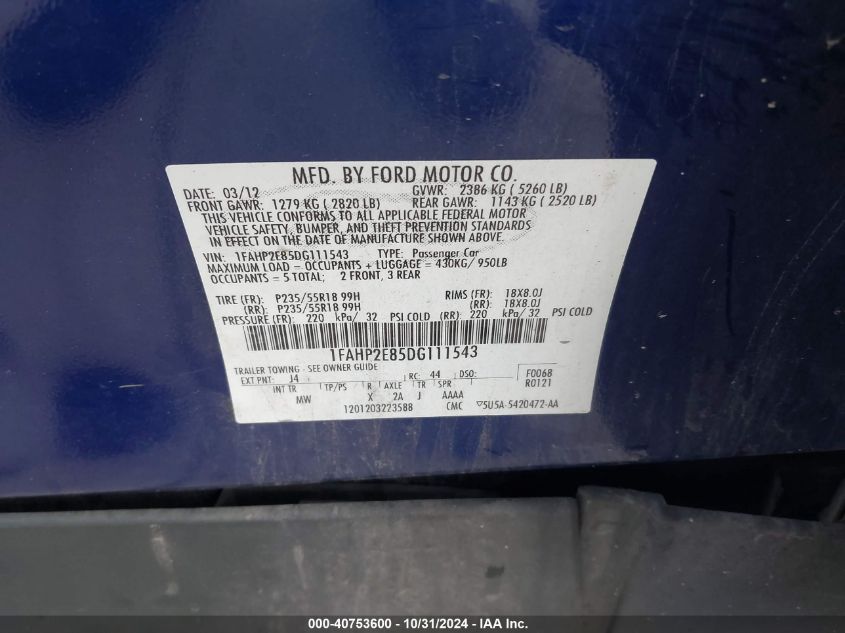 MFD. BY FORD MOTOR CO.
DATE: 03/12 GVWR: 2386 KG ( 5260 LB)
FRONT GAWR: 1279 KG ( 2820 LB) REAR GAWR: 1143 KG ( 2520 LB)
THIS VEHICLE CONFORMS TO ALL APPLICABLE FEDERAL MOTOR
VEHICLE SAFETY, BUMPER, AND THEFT PREVENTION STANDARDS
IN EFFECT ON THE DATE OF MANUFACTURE SHOWN ABOVE.
VIN: 1FAHP2E85DG111543 TYPE: Passenger Car
MAXIMUM LOAD = OCCUPANTS + LUGGAGE = 430KG/ 950LB
OCCUPANTS = 5 TOTAL; 2 FRONT, 3 REAR
TIRE (FR): P235/55R18 99H RIMS (FR): 18X8.0J
(RR): P235/55R18 99H (RR): 18X8.0J
PRESSURE (FR): 220 kPa/ 32 PSI COLD (RR): 220 kPa/ 32 PSI COLD
1FAHP2E85DG111543
TRAILER TOWING - SEE OWNER GUIDE
EXT PNT: J4 RC: 44 DSO: F0068
INT TR TP/PS R AXLE TR SPR R0121
MW X 2A J AAAA
1201203223588 CMC ▽5U5A-5420472-AA
000-40753600 - 10/31/2024 - IAA Inc.